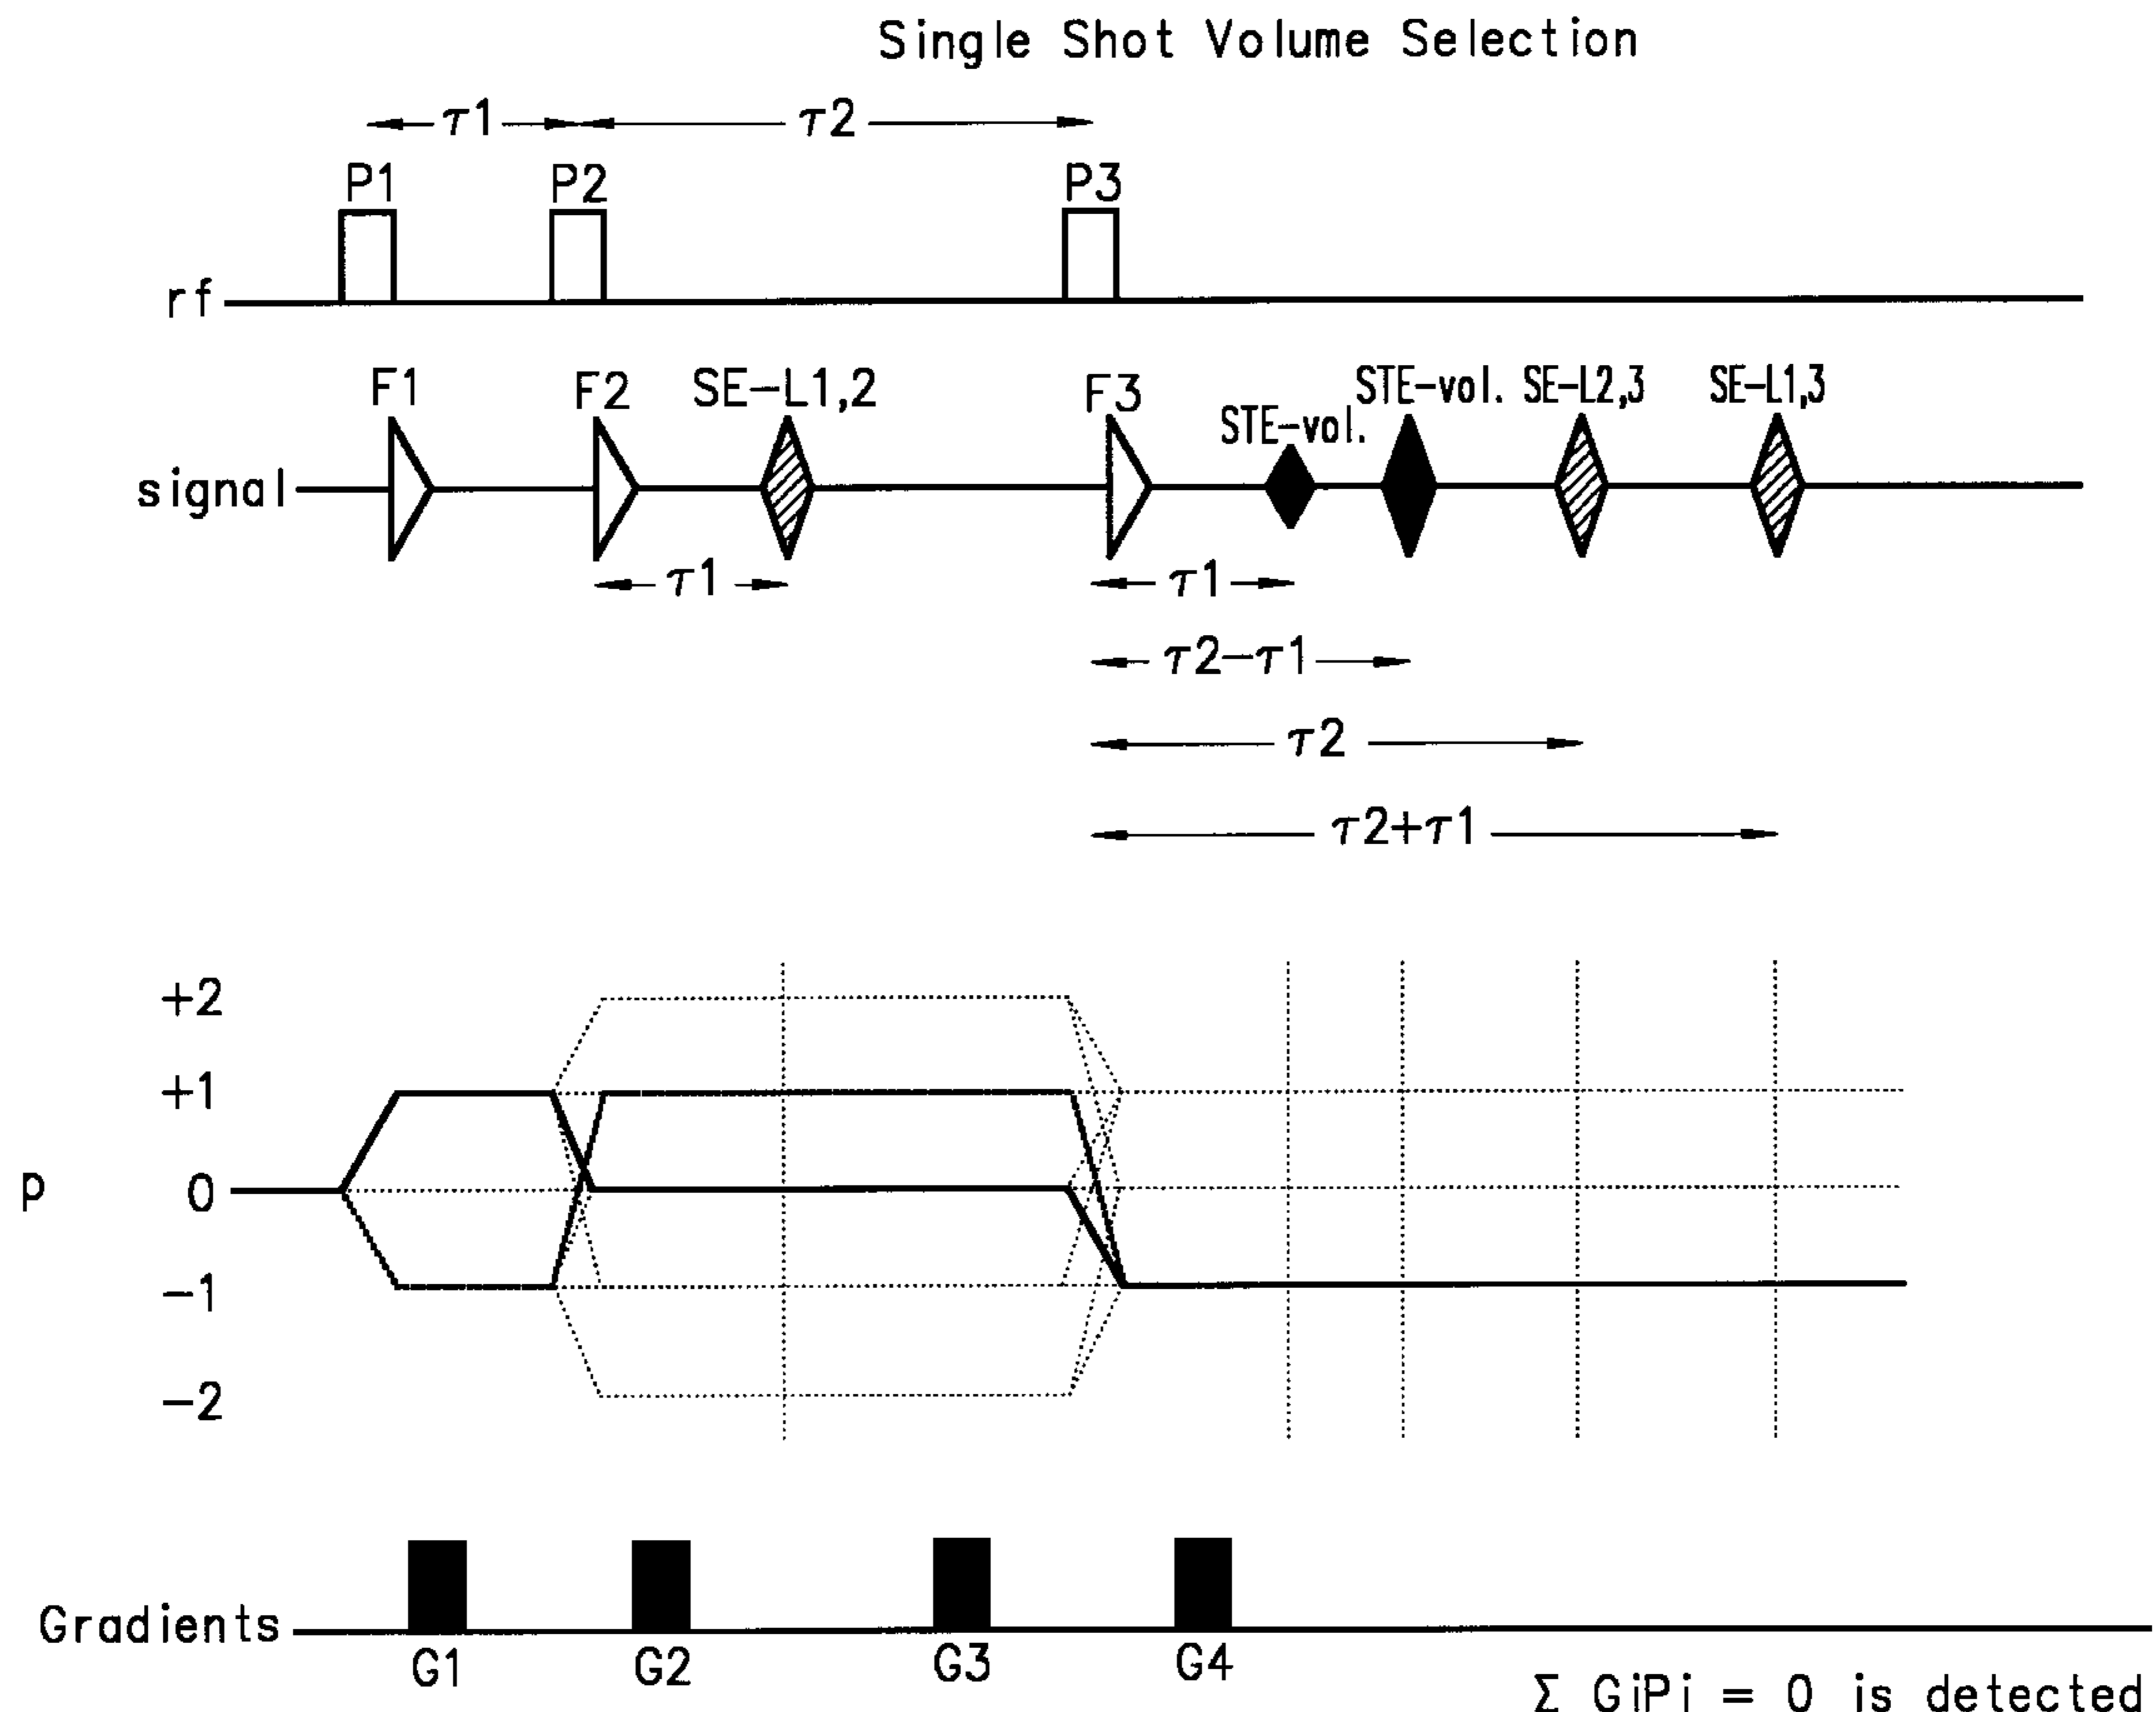 Single Shot Volume Selection
τ1 τ2
P1 P2 P3
rf
F1 F2 SE-L1,2 F3 STE-vol. STE-vol. SE-L2,3 SE-L1,3
signal
τ1 τ1
τ2-τ1
τ2
τ2+τ1
+2
+1
p 0
-1
-2
Gradients
G1 G2 G3 G4
Σ GiPi = 0 is detected